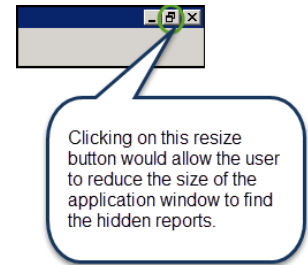 Clicking on this resize
button would allow the user
to reduce the size of the
application window to find
the hidden reports.